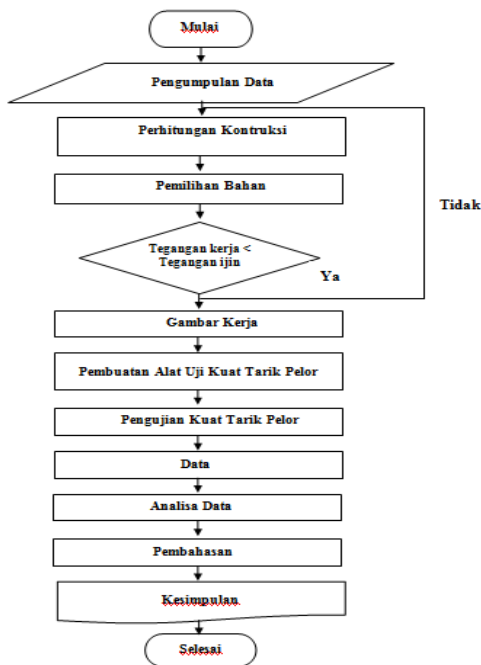 Mulai
Pengumpulan Data
Perhitungan Kontruksi
Pemilihan Bahan
Tidak
Tegangan kerja <
Tegangan ijin
Ya
Gambar Kerja
Pembuatan Alat Uji Kuat Tarik Pelor
Pengujian Kuat Tarik Pelor
Data
Analisa Data
Pembahasan
Kesimpulan
Selesai